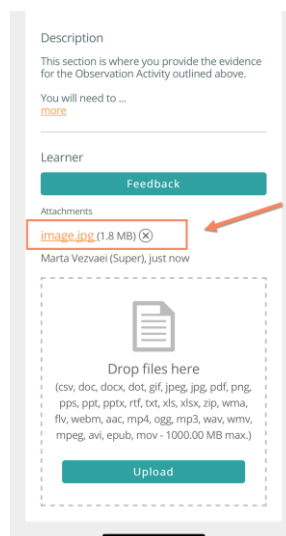 Description
This section is where you provide the evidence
for the Observation Activity outlined above.
You will need to ...
more
Learner
Feedback
Attachments
image.jpg (1.8 MB)
Marta Vezvaei (Super), just now
Drop files here
(csv, doc, docx, dot, gif, jpeg, jpg, pdf, png,
pps, ppt, pptx, rtf, txt, xls, xlsx, zip, wma,
flv, webm, aac, mp4, ogg, mp3, wav, wmv,
mpeg, avi, epub, mov - 1000.00 MB max.)
Upload